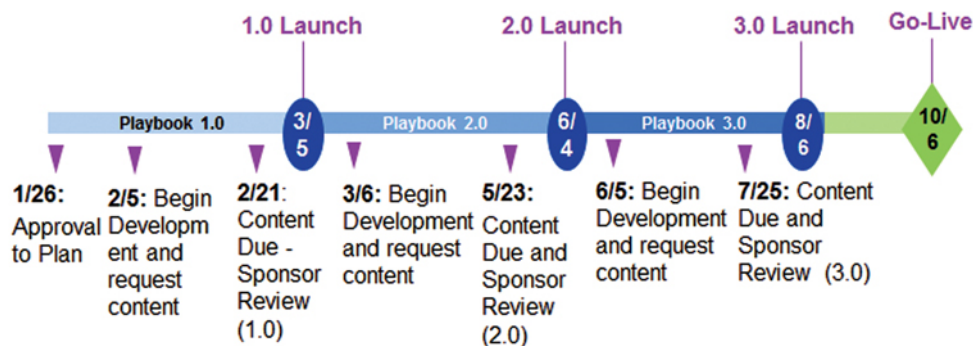 1.0 Launch
2.0 Launch
3.0 Launch
Go-Live
Playbook 1.0
3/
5
Playbook 2.0
6/
4
Playbook 3.0
8/
6
10/
6
1/26:
Approval
to Plan
2/5: Begin
Developm
ent and
request
content
2/21:
Content
Due -
Sponsor
Review
(1.0)
3/6: Begin
Development
and request
content
5/23:
Content
Due and
Sponsor
Review
(2.0)
6/5: Begin
Development
and request
content
7/25: Content
Due and
Sponsor
Review (3.0)